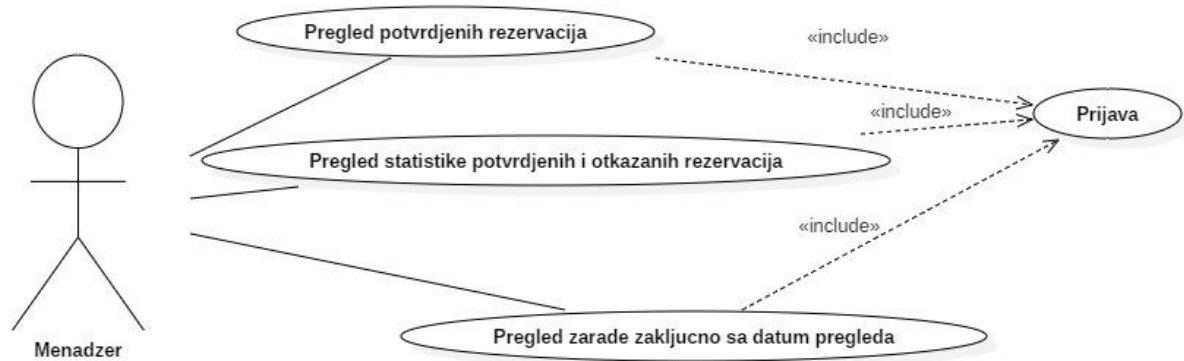 Pregled potvrdjenih rezervacija
«include»
«include»
Prijava
Pregled statistike potvrdjenih i otkazanih rezervacija
«include»
Pregled zarade zakljucno sa datum pregleda
Menadzer